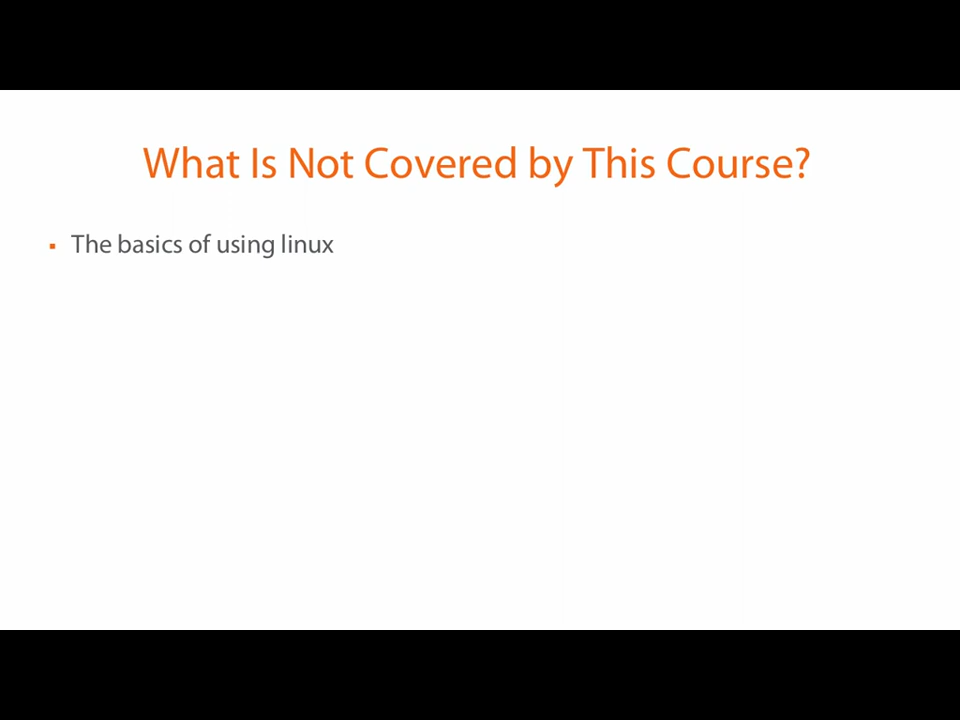 What Is Not Covered by This Course?
▪ The basics of using linux